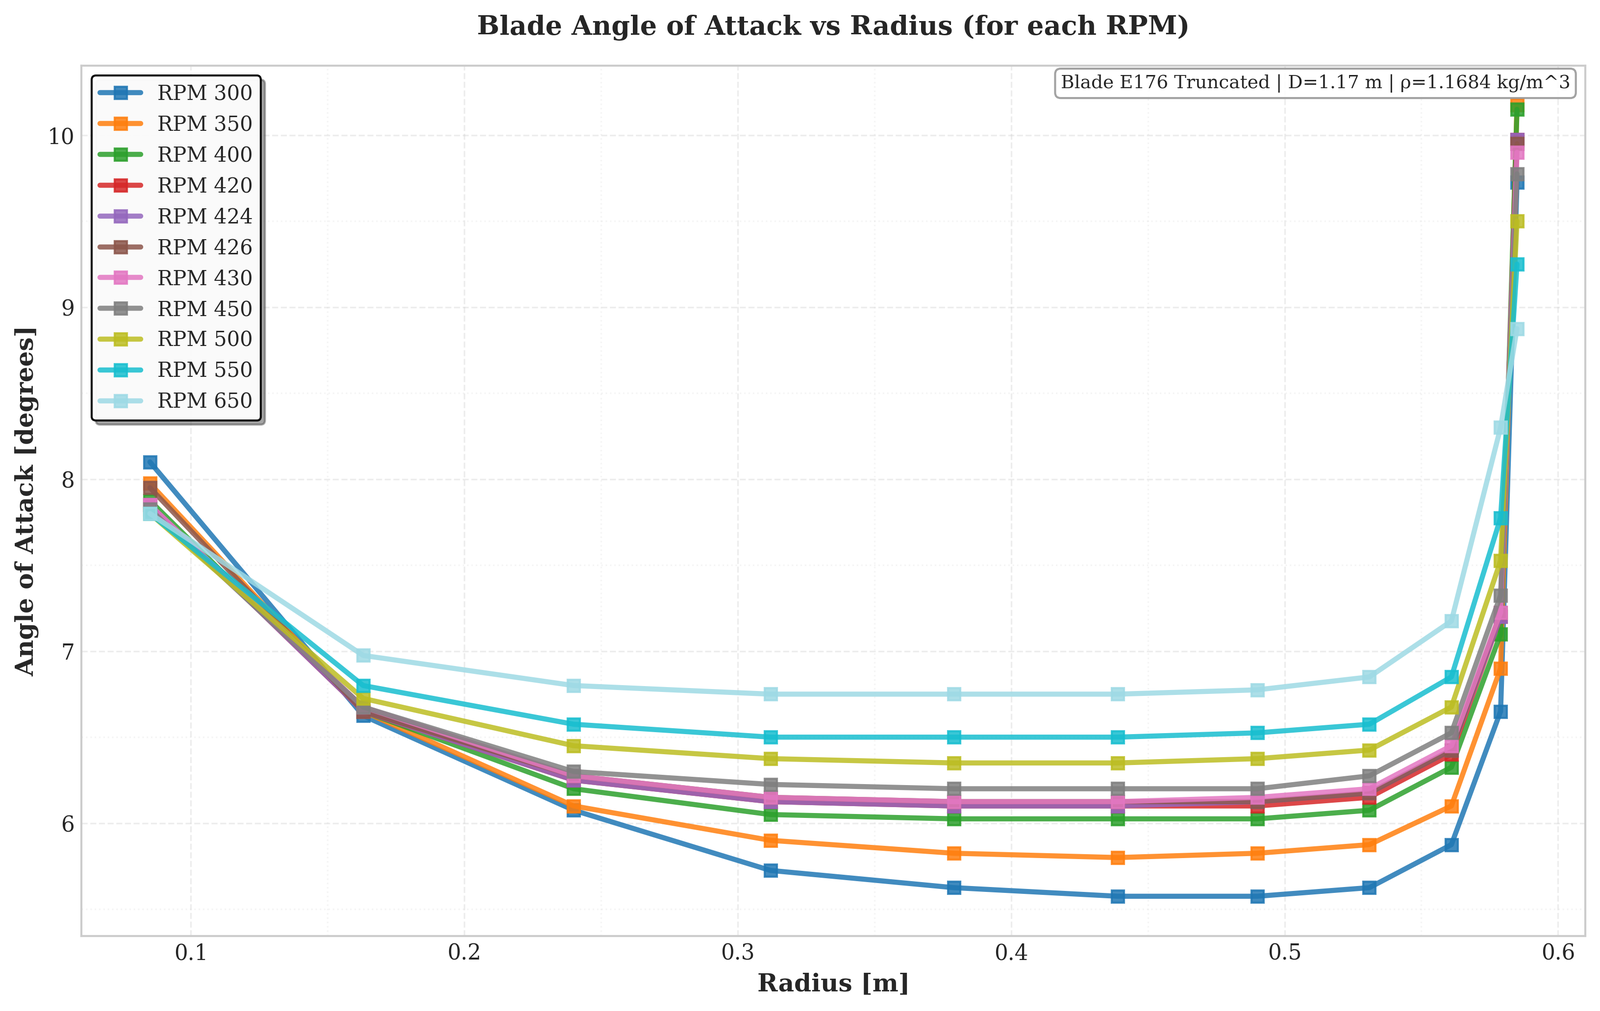 Blade Angle of Attack vs Radius (for each RPM)
Blade E176 Truncated | D=1.17 m | ρ=1.1684 kg/m^3
RPM 300
RPM 350
RPM 400
RPM 420
RPM 424
RPM 426
RPM 430
RPM 450
RPM 500
RPM 550
RPM 650
Angle of Attack [degrees]
10
9
8
7
6
0.1 0.2 0.3 0.4 0.5 0.6
Radius [m]